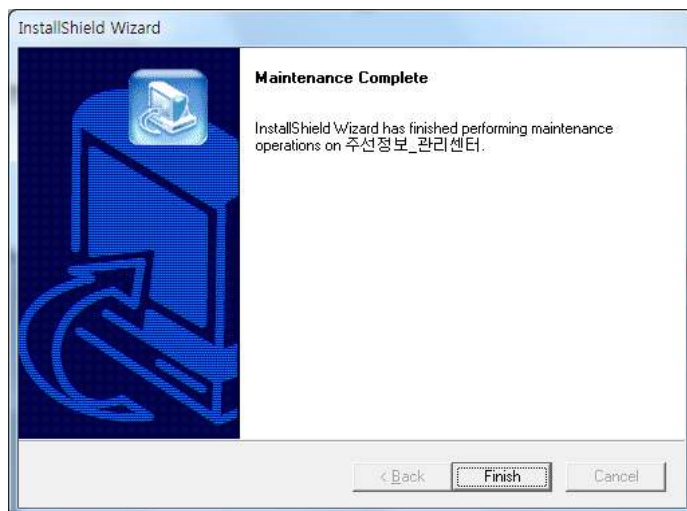 InstallShield Wizard
Maintenance Complete
InstallShield Wizard has finished performing maintenance
operations on 주선정보_관리센터.
< Back
Finish
Cancel